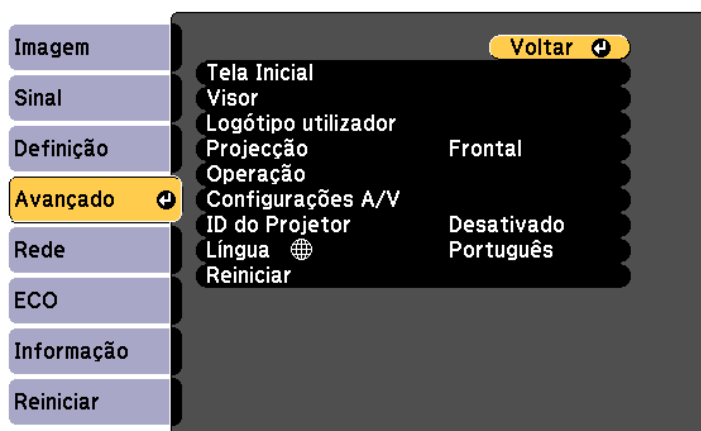 Imagem
Sinal
Definição
Avançado
Rede
ECO
Informação
Reiniciar
Voltar
Tela Inicial
Visor
Logótipo utilizador
Projecção Frontal
Operação
Configurações A/V
ID do Projetor Desativado
Língua Português
Reiniciar